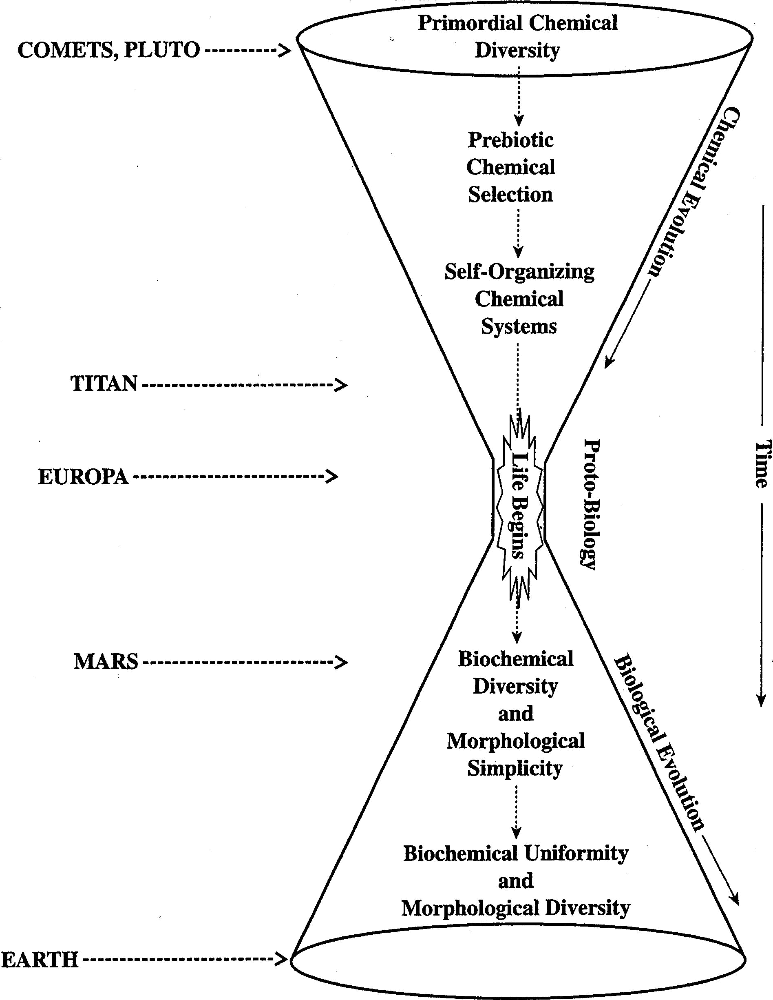 Primordial Chemical
Diversity
COMETS, PLUTO
Prebiotic
Chemical
Selection
Chemical Evolution
Self-Organizing
Chemical
Systems
TITAN
EUROPA
Life Begins
Proto-Biology
Time
MARS
Biochemical
Diversity
and
Morphological
Simplicity
Biological Evolution
Biochemical Uniformity
and
Morphological Diversity
EARTH